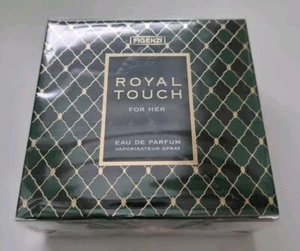 FIGENZI
ROYAL
TOUCH
FOR HER
EAU DE PARFUM
VAPORISATEUR SPRAY